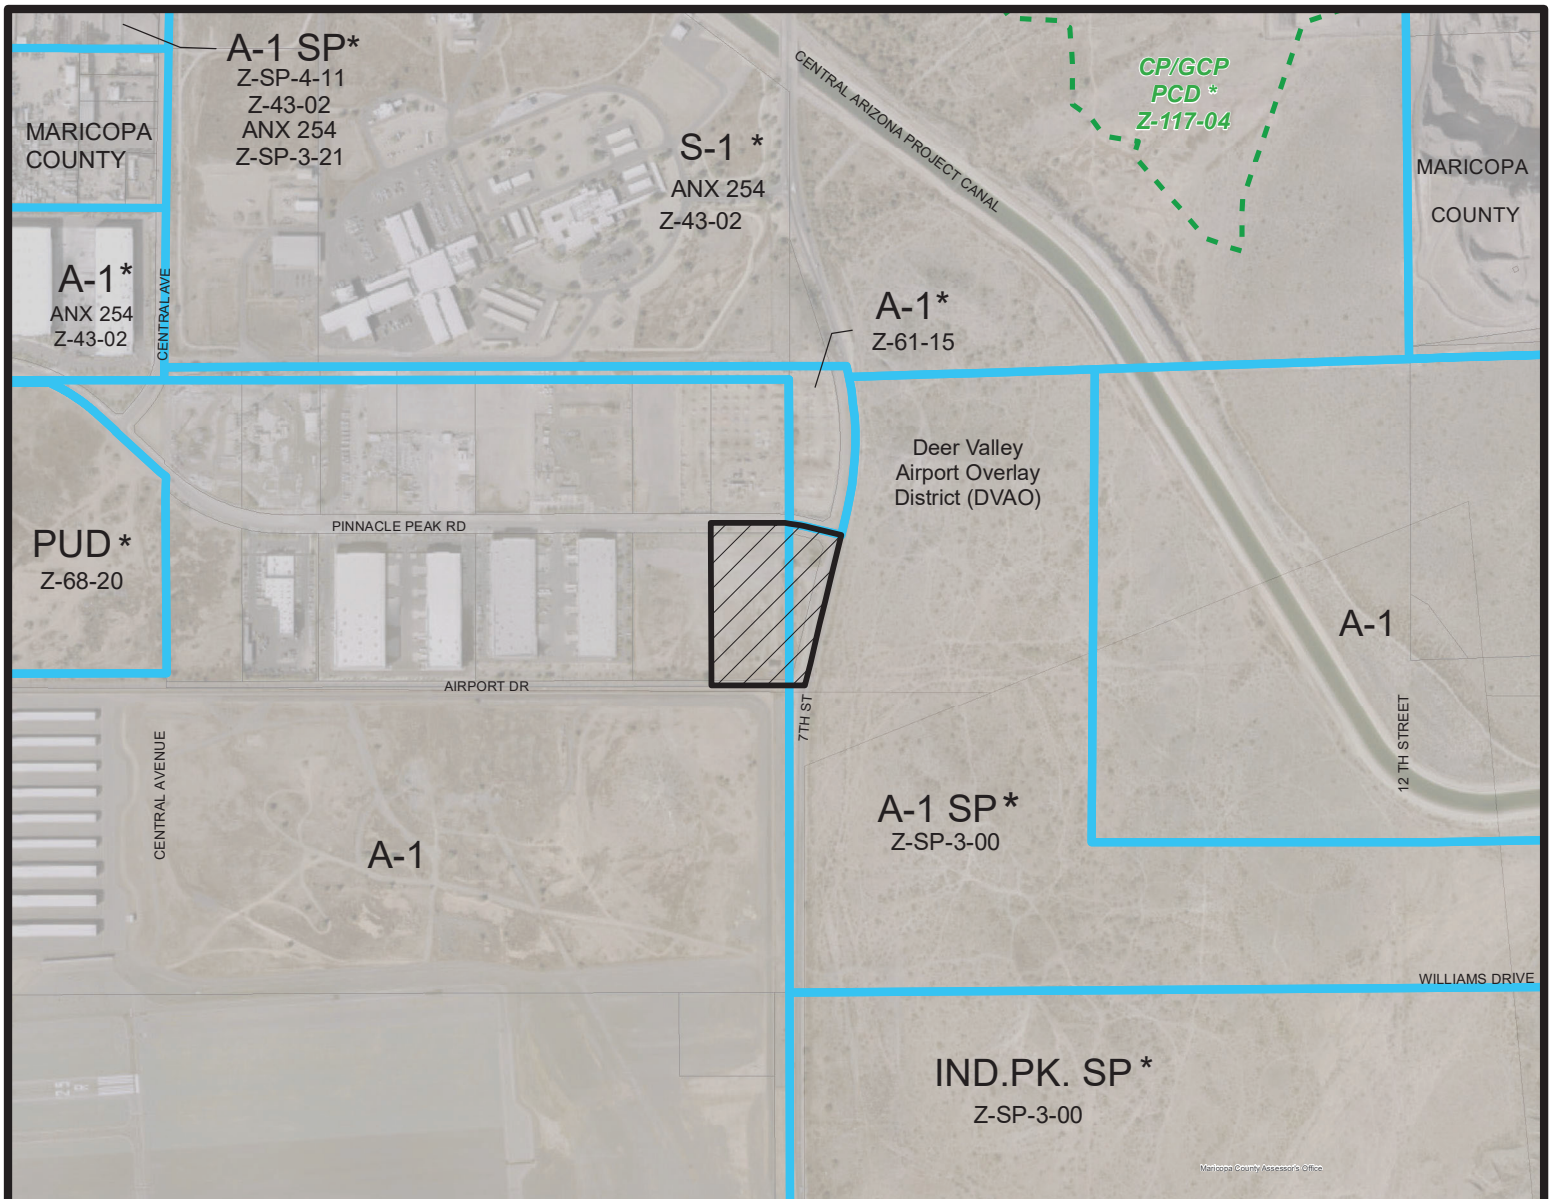 A-1 SP*
Z-SP-4-11
Z-43-02
ANX 254
Z-SP-3-21
MARICOPA
COUNTY
S-1 *
ANX 254
Z-43-02
CENTRAL ARIZONA PROJECT CANAL
CP/GCP
PCD *
Z-117-04
MARICOPA
COUNTY
A-1*
ANX 254
Z-43-02
CENTRAL AVE
A-1*
Z-61-15
Deer Valley
Airport Overlay
District (DVAO)
PUD *
Z-68-20
PINNACLE PEAK RD
A-1
AIRPORT DR
7TH ST
12 TH STREET
CENTRAL AVENUE
A-1
A-1 SP *
Z-SP-3-00
WILLIAMS DRIVE
IND.PK. SP *
Z-SP-3-00
Maricopa County Assessor's Office